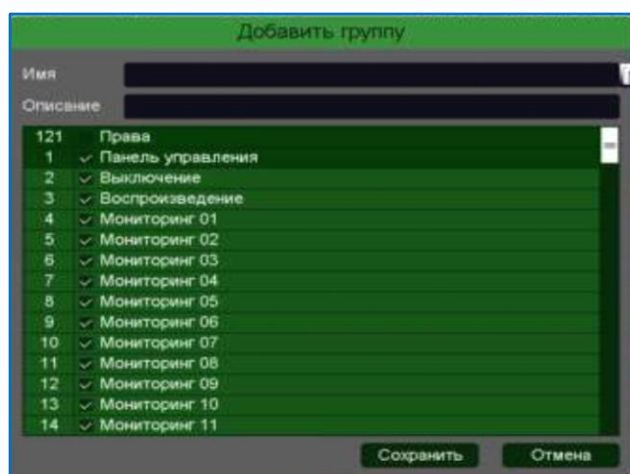 Добавить группу
Имя
Описание
121 Права
1 Панель управления
2 Выключение
3 Воспроизведение
4 Мониторинг 01
5 Мониторинг 02
6 Мониторинг 03
7 Мониторинг 04
8 Мониторинг 05
9 Мониторинг 06
10 Мониторинг 07
11 Мониторинг 08
12 Мониторинг 09
13 Мониторинг 10
14 Мониторинг 11
Сохранить Отмена